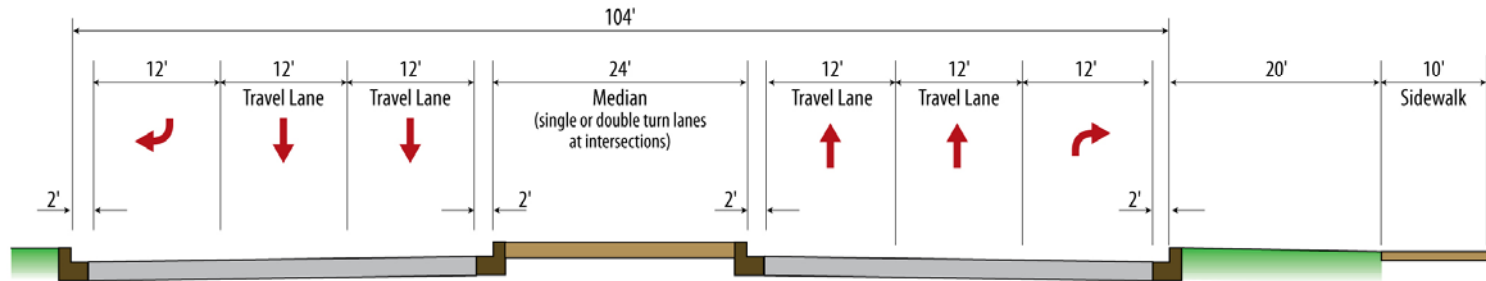 104'
12'
12'
12'
24'
12'
12'
12'
20'
10'
Travel Lane
Travel Lane
Median
(single or double turn lanes
at intersections)
Travel Lane
Travel Lane
Sidewalk
2'
2'
2'
2'